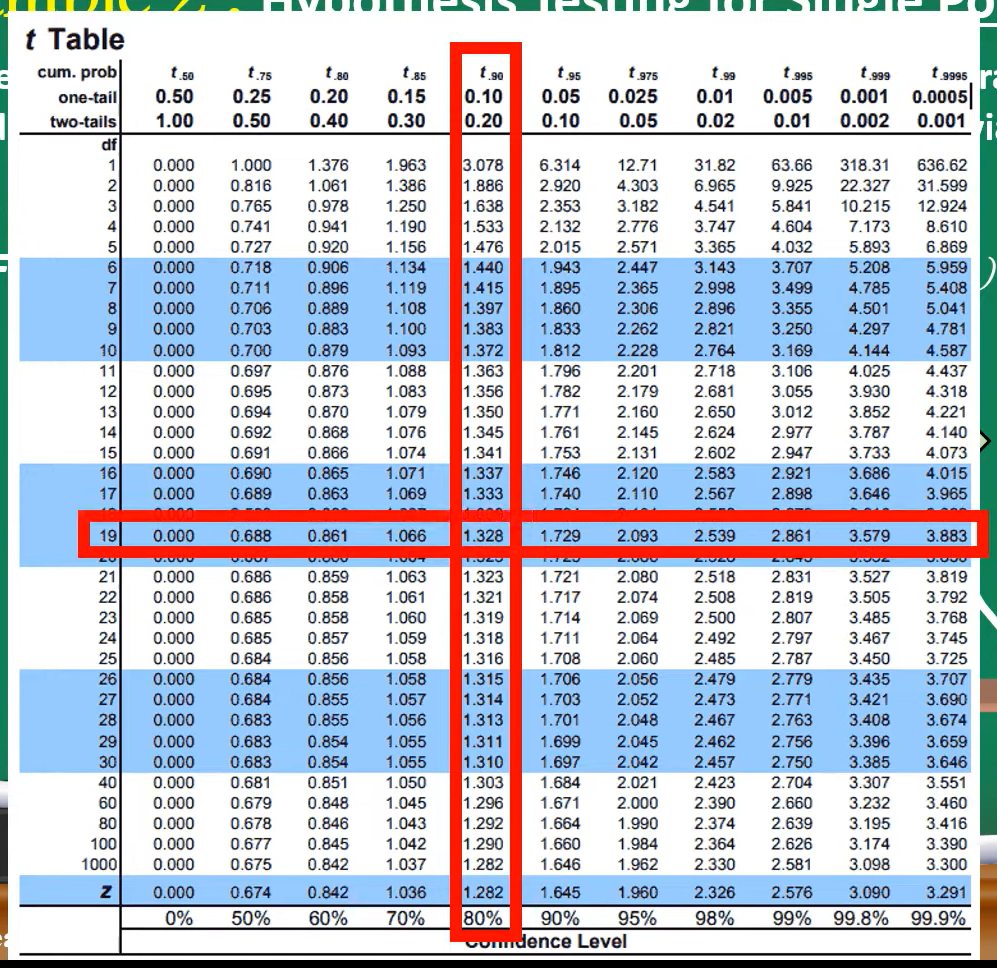 Hypothesis Testing for Single Po
t Table
cum. prob t .50 t .75 t .80 t .85 t .90 t .95 t .975 t .99 t .995 t .999 t .9995
one-tail 0.50 0.25 0.20 0.15 0.10 0.05 0.025 0.01 0.005 0.001 0.0005
two-tails 1.00 0.50 0.40 0.30 0.20 0.10 0.05 0.02 0.01 0.002 0.001
df
1 0.000 1.000 1.376 1.963 3.078 6.314 12.71 31.82 63.66 318.31 636.62
2 0.000 0.816 1.061 1.386 1.886 2.920 4.303 6.965 9.925 22.327 31.599
3 0.000 0.765 0.978 1.250 1.638 2.353 3.182 4.541 5.841 10.215 12.924
4 0.000 0.741 0.941 1.190 1.533 2.132 2.776 3.747 4.604 7.173 8.610
5 0.000 0.727 0.920 1.156 1.476 2.015 2.571 3.365 4.032 5.893 6.869
6 0.000 0.718 0.906 1.134 1.440 1.943 2.447 3.143 3.707 5.208 5.959
7 0.000 0.711 0.896 1.119 1.415 1.895 2.365 2.998 3.499 4.785 5.408
8 0.000 0.706 0.889 1.108 1.397 1.860 2.306 2.896 3.355 4.501 5.041
9 0.000 0.703 0.883 1.100 1.383 1.833 2.262 2.821 3.250 4.297 4.781
10 0.000 0.700 0.879 1.093 1.372 1.812 2.228 2.764 3.169 4.144 4.587
11 0.000 0.697 0.876 1.088 1.363 1.796 2.201 2.718 3.106 4.025 4.437
12 0.000 0.695 0.873 1.083 1.356 1.782 2.179 2.681 3.055 3.930 4.318
13 0.000 0.694 0.870 1.079 1.350 1.771 2.160 2.650 3.012 3.852 4.221
14 0.000 0.692 0.868 1.076 1.345 1.761 2.145 2.624 2.977 3.787 4.140
15 0.000 0.691 0.866 1.074 1.341 1.753 2.131 2.602 2.947 3.733 4.073
16 0.000 0.690 0.865 1.071 1.337 1.746 2.120 2.583 2.921 3.686 4.015
17 0.000 0.689 0.863 1.069 1.333 1.740 2.110 2.567 2.898 3.646 3.965
19 0.000 0.688 0.861 1.066 1.328 1.729 2.093 2.539 2.861 3.579 3.883
21 0.000 0.686 0.859 1.063 1.323 1.721 2.080 2.518 2.831 3.527 3.819
22 0.000 0.686 0.858 1.061 1.321 1.717 2.074 2.508 2.819 3.505 3.792
23 0.000 0.685 0.858 1.060 1.319 1.714 2.069 2.500 2.807 3.485 3.768
24 0.000 0.685 0.857 1.059 1.318 1.711 2.064 2.492 2.797 3.467 3.745
25 0.000 0.684 0.856 1.058 1.316 1.708 2.060 2.485 2.787 3.450 3.725
26 0.000 0.684 0.856 1.058 1.315 1.706 2.056 2.479 2.779 3.435 3.707
27 0.000 0.684 0.855 1.057 1.314 1.703 2.052 2.473 2.771 3.421 3.690
28 0.000 0.683 0.855 1.056 1.313 1.701 2.048 2.467 2.763 3.408 3.674
29 0.000 0.683 0.854 1.055 1.311 1.699 2.045 2.462 2.756 3.396 3.659
30 0.000 0.683 0.854 1.055 1.310 1.697 2.042 2.457 2.750 3.385 3.646
40 0.000 0.681 0.851 1.050 1.303 1.684 2.021 2.423 2.704 3.307 3.551
60 0.000 0.679 0.848 1.045 1.296 1.671 2.000 2.390 2.660 3.232 3.460
80 0.000 0.678 0.846 1.043 1.292 1.664 1.990 2.374 2.639 3.195 3.416
100 0.000 0.677 0.845 1.042 1.290 1.660 1.984 2.364 2.626 3.174 3.390
1000 0.000 0.675 0.842 1.037 1.282 1.646 1.962 2.330 2.581 3.098 3.300
z 0.000 0.674 0.842 1.036 1.282 1.645 1.960 2.326 2.576 3.090 3.291
0% 50% 60% 70% 80% 90% 95% 98% 99% 99.8% 99.9%
Confidence Level